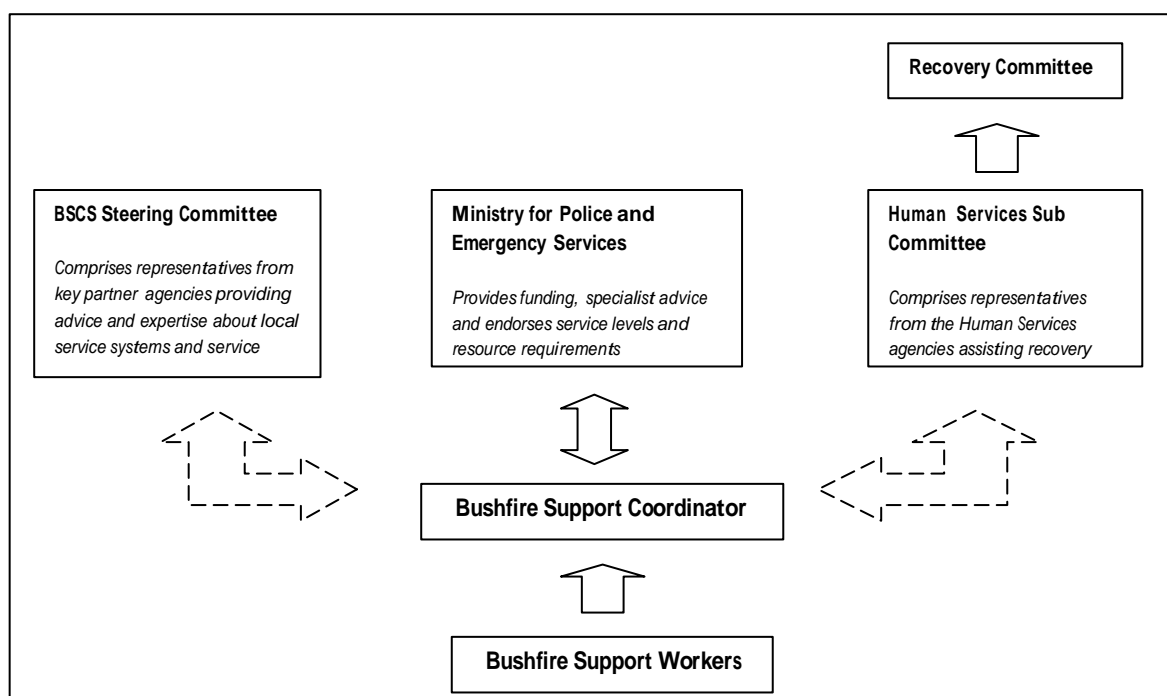 Recovery Committee
BSCS Steering Committee
Comprises representatives from
key partner agencies providing
advice and expertise about local
service systems and service
Ministry for Police and
Emergency Services
Provides funding, specialist advice
and endorses service levels and
resource requirements
Human Services Sub
Committee
Comprises representatives
from the Human Services
agencies assisting recovery
Bushfire Support Coordinator
Bushfire Support Workers